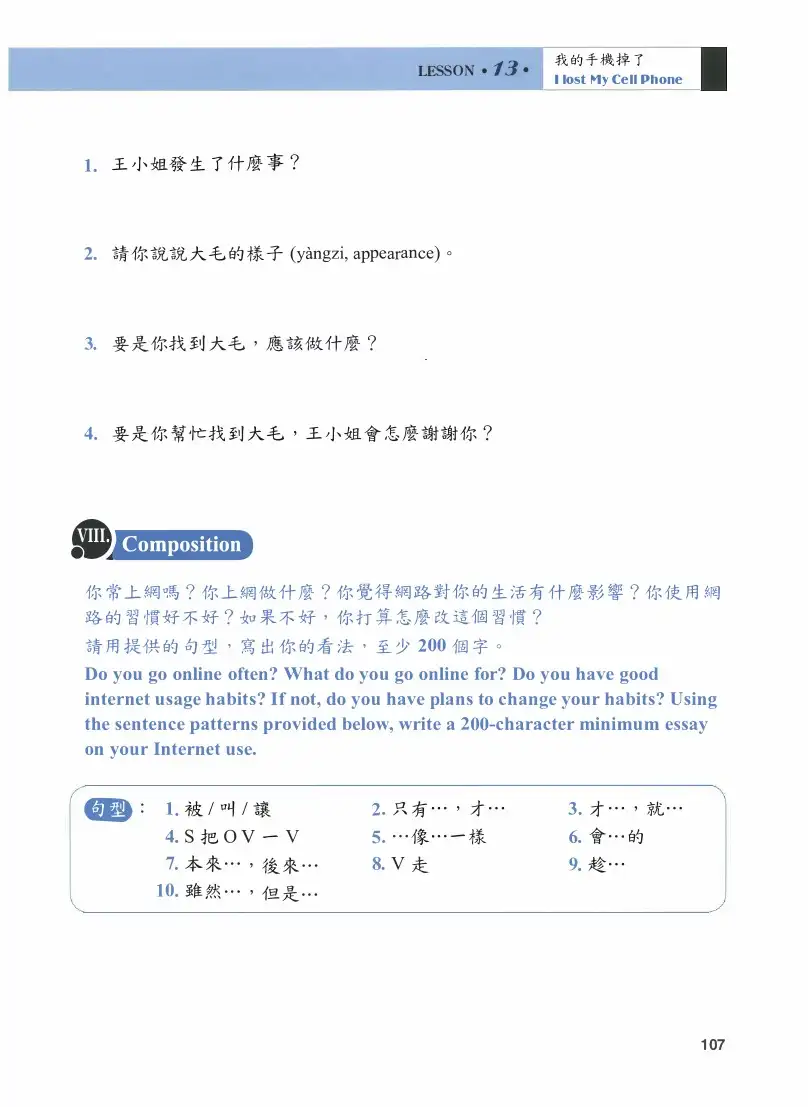 LESSON • 13 •
我的手機掉了
I lost My Cell Phone
1. 王小姐發生了什麼事？
2. 請你說說大毛的樣子 (yàngzi, appearance)。
3. 要是你找到大毛，應該做什麼？
4. 要是你幫忙找到大毛，王小姐會怎麼謝謝你？
VIII. Composition
你常上網嗎？你上網做什麼？你覺得網路對你的生活有什麼影響？你使用網
路的習慣好不好？如果不好，你打算怎麼改這個習慣？
請用提供的句型，寫出你的看法，至少 200 個字。
Do you go online often? What do you go online for? Do you have good
internet usage habits? If not, do you have plans to change your habits? Using
the sentence patterns provided below, write a 200-character minimum essay
on your Internet use.
句型： 1. 被 / 叫 / 讓 2. 只有…，才… 3. 才…，就…
4. S 把 O V 一 V 5. …像…一樣 6. 會…的
7. 本來…，後來… 8. V 走 9. 趁…
10. 雖然…，但是…
107